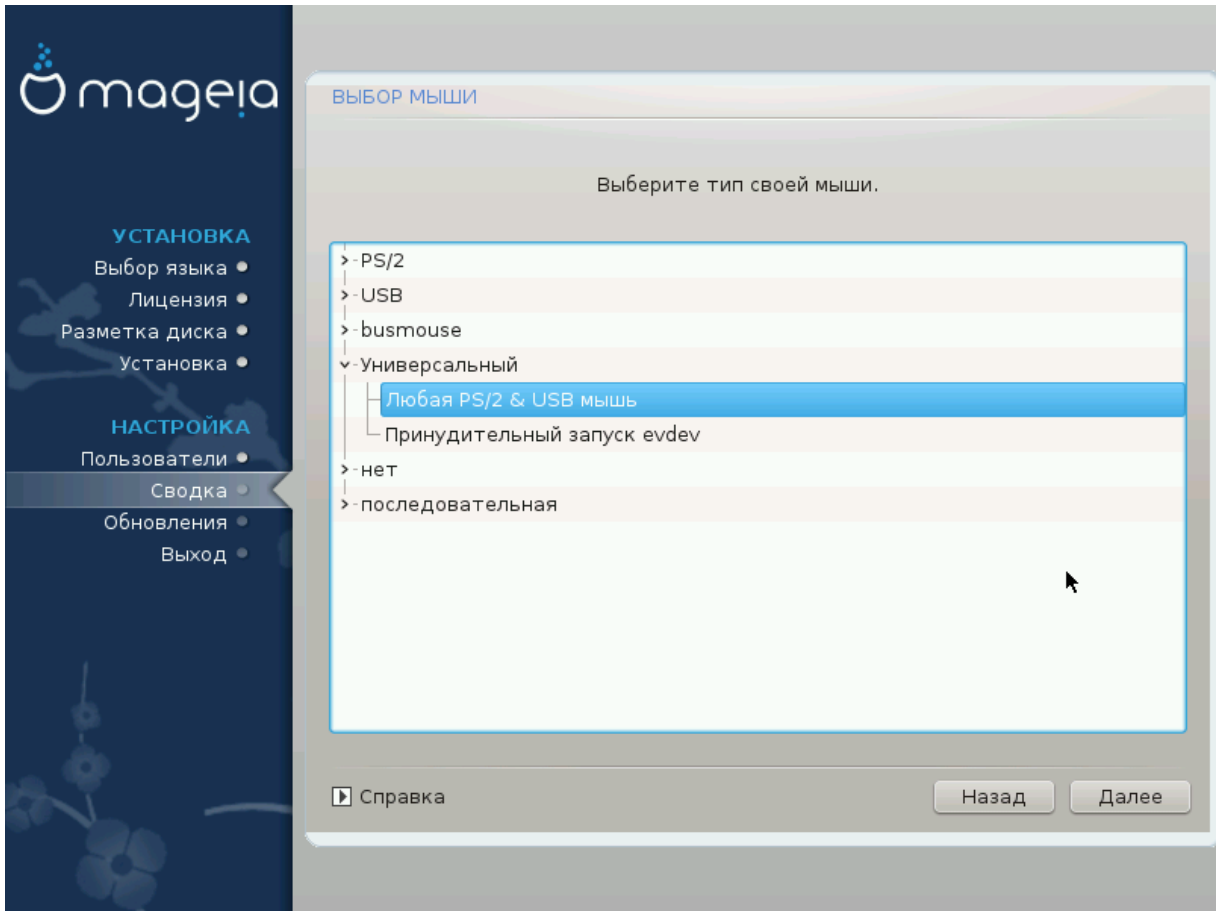 mageia
УСТАНОВКА
Выбор языка
Лицензия
Разметка диска
Установка
НАСТРОЙКА
Пользователи
Сводка
Обновления
Выход
ВЫБОР МЫШИ
Выберите тип своей мыши.
PS/2
USB
busmouse
Универсальный
Любая PS/2 & USB мышь
Принудительный запуск evdev
нет
последовательная
Справка
Назад
Далее